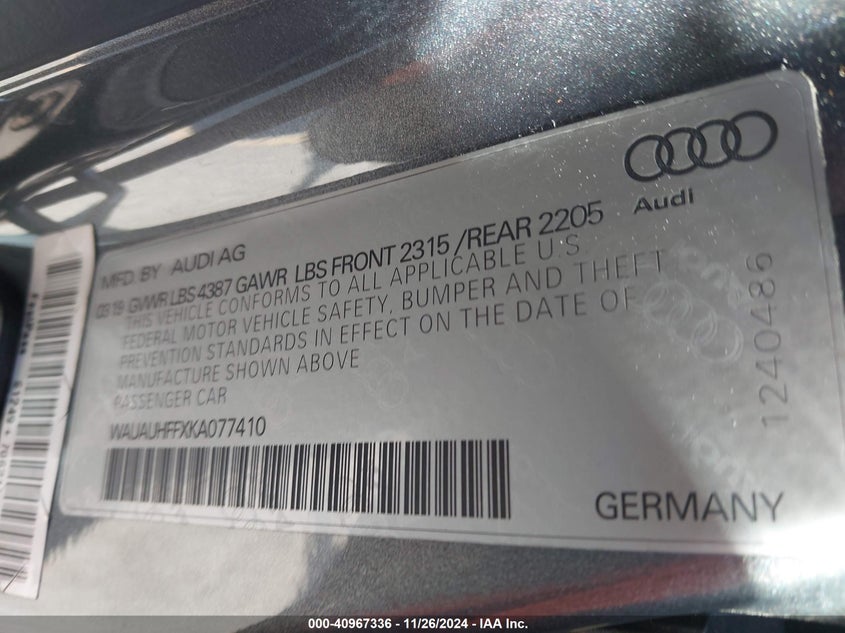 Audi
MFD. BY AUDI AG
03 19 GVWR LBS 4387 GAWR LBS FRONT 2315 /REAR 2205
THIS VEHICLE CONFORMS TO ALL APPLICABLE U.S
FEDERAL MOTOR VEHICLE SAFETY, BUMPER AND THEFT
PREVENTION STANDARDS IN EFFECT ON THE DATE OF
MANUFACTURE SHOWN ABOVE
PASSENGER CAR
WAUAUHFFXKA077410
GERMANY
1240486
000-40967336 - 11/26/2024 - IAA Inc.